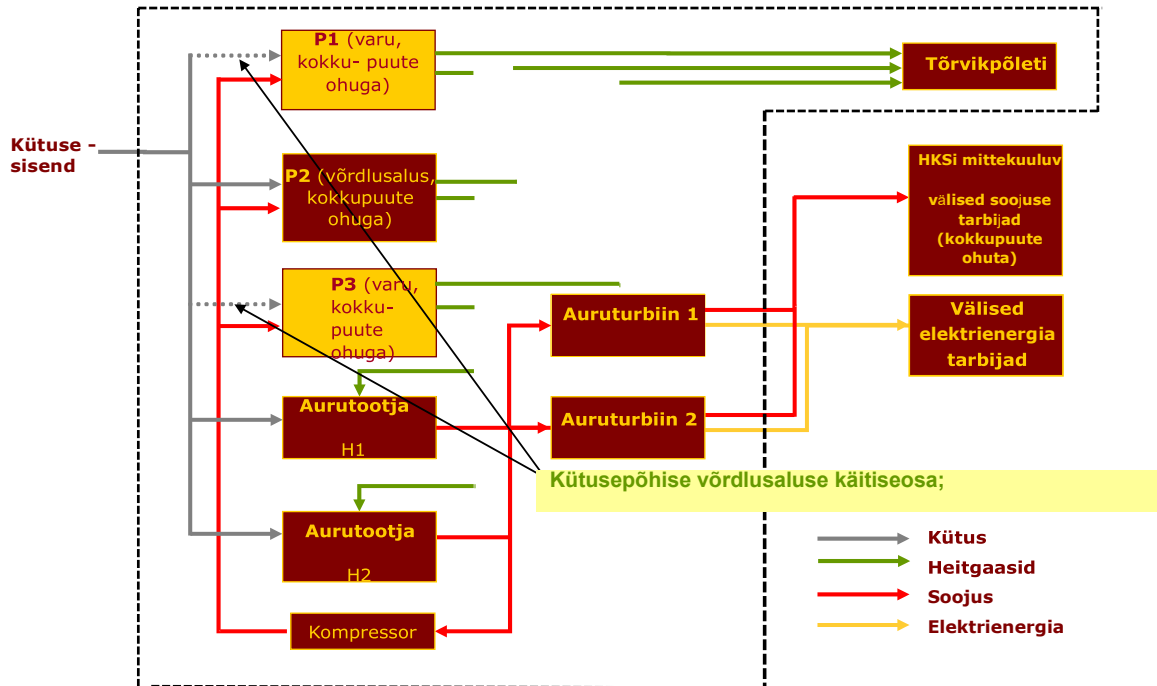 P1 (varu,
kokku- puute
ohuga)
Tõrvikpõleti
Kütuse -
sisend
P2 (võrdlusalus,
kokkupuute
ohuga)
HKSi mittekuuluv
välised soojuse
tarbijad
(kokkupuute
ohuta)
P3 (varu,
kokku-
puute
ohuga)
Auruturbiin 1
Välised
elektrienergia
tarbijad
Aurutootja
H1
Auruturbiin 2
Kütusepõhise võrdlusaluse käitiseosa;
Aurutootja
H2
Kompressor
Kütus
Heitgaasid
Soojus
Elektrienergia